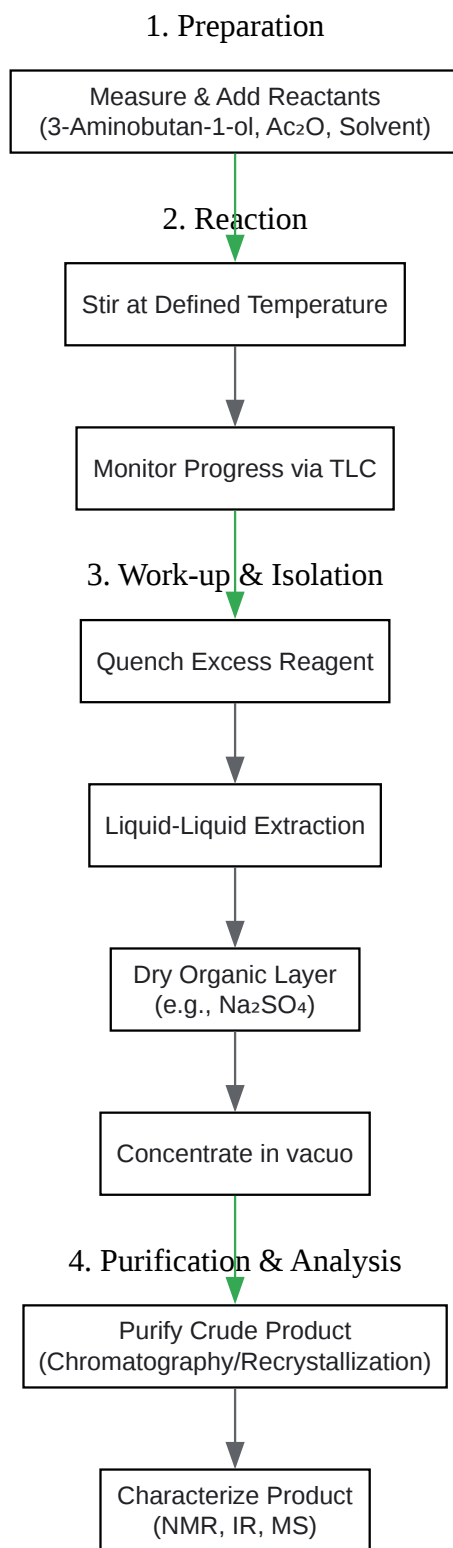 1. Preparation
Measure & Add Reactants
(3-Aminobutan-1-ol, Ac₂O, Solvent)
2. Reaction
Stir at Defined Temperature
Monitor Progress via TLC
3. Work-up & Isolation
Quench Excess Reagent
Liquid-Liquid Extraction
Dry Organic Layer
(e.g., Na₂SO₄)
Concentrate in vacuo
4. Purification & Analysis
Purify Crude Product
(Chromatography/Recrystallization)
Characterize Product
(NMR, IR, MS)